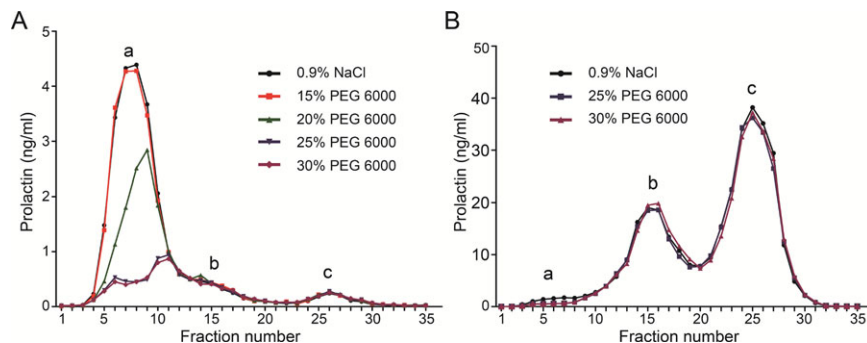 A
5
4
3
2
1
0
Prolactin (ng/ml)
a
b
c
0.9% NaCl
15% PEG 6000
20% PEG 6000
25% PEG 6000
30% PEG 6000
1 5 10 15 20 25 30 35
Fraction number
B
50
40
30
20
10
0
Prolactin (ng/ml)
a
b
c
0.9% NaCl
25% PEG 6000
30% PEG 6000
1 5 10 15 20 25 30 35
Fraction number